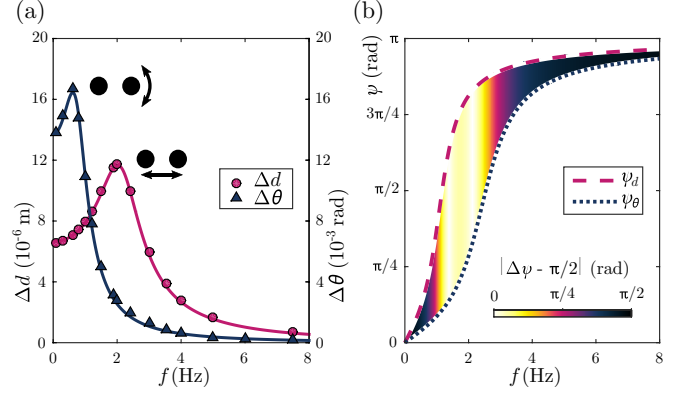 (a)
20
16
12
8
4
0
Δd (10⁻⁶ m)
20
16
12
8
4
0
Δθ (10⁻³ rad)
0 2 4 6 8
f (Hz)
Δd
Δθ
(b)
π
3π/4
π/2
π/4
0
ψ (rad)
0 2 4 6 8
f (Hz)
ψd
ψθ
|Δψ - π/2| (rad)
0 π/4 π/2